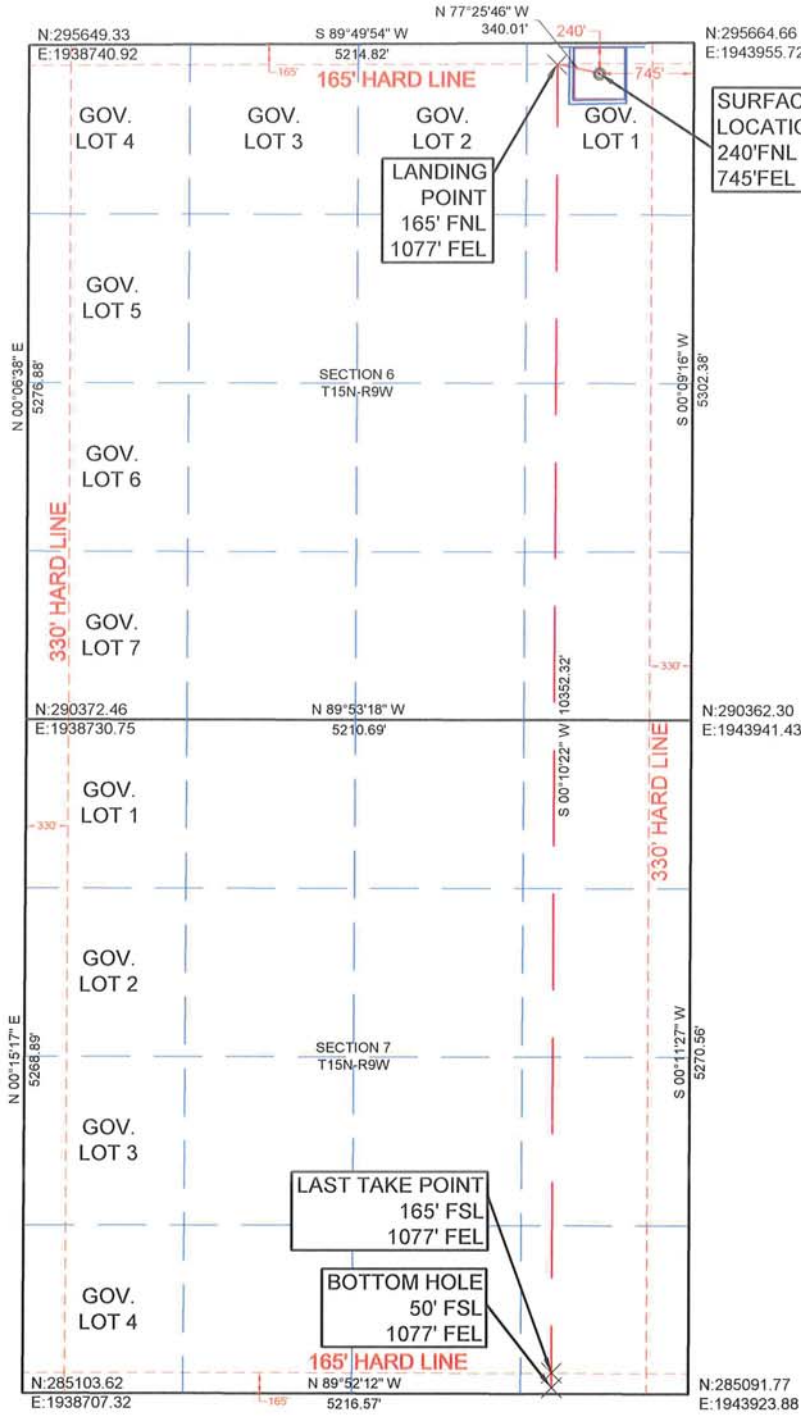 N 77°25'46" W
340.01'
240'
N:295649.33
E:1938740.92
S 89°49'54" W
5214.82'
N:295664.66
E:1943955.72
165'
165' HARD LINE
745'
GOV.
LOT 4
GOV.
LOT 3
GOV.
LOT 2
GOV.
LOT 1
240'FNL
745'FEL
LANDING
POINT
165' FNL
1077' FEL
GOV.
LOT 5
N 00°06'38" E
5276.88'
SECTION 6
T15N-R9W
S 00°09'16" W
5302.38'
GOV.
LOT 6
330' HARD LINE
GOV.
LOT 7
330'
N:290372.46
E:1938730.75
N 89°53'18" W
5210.69'
S 00°10'22" W 10352.32'
N:290362.30
E:1943941.43
GOV.
LOT 1
330'
330' HARD LINE
GOV.
LOT 2
N 00°15'17" E
5268.89'
SECTION 7
T15N-R9W
S 00°11'27" W
5270.56'
GOV.
LOT 3
LAST TAKE POINT
165' FSL
1077' FEL
BOTTOM HOLE
50' FSL
1077' FEL
GOV.
LOT 4
165' HARD LINE
N:285103.62
E:1938707.32
165'
N 89°52'12" W
5216.57'
N:285091.77
E:1943923.88